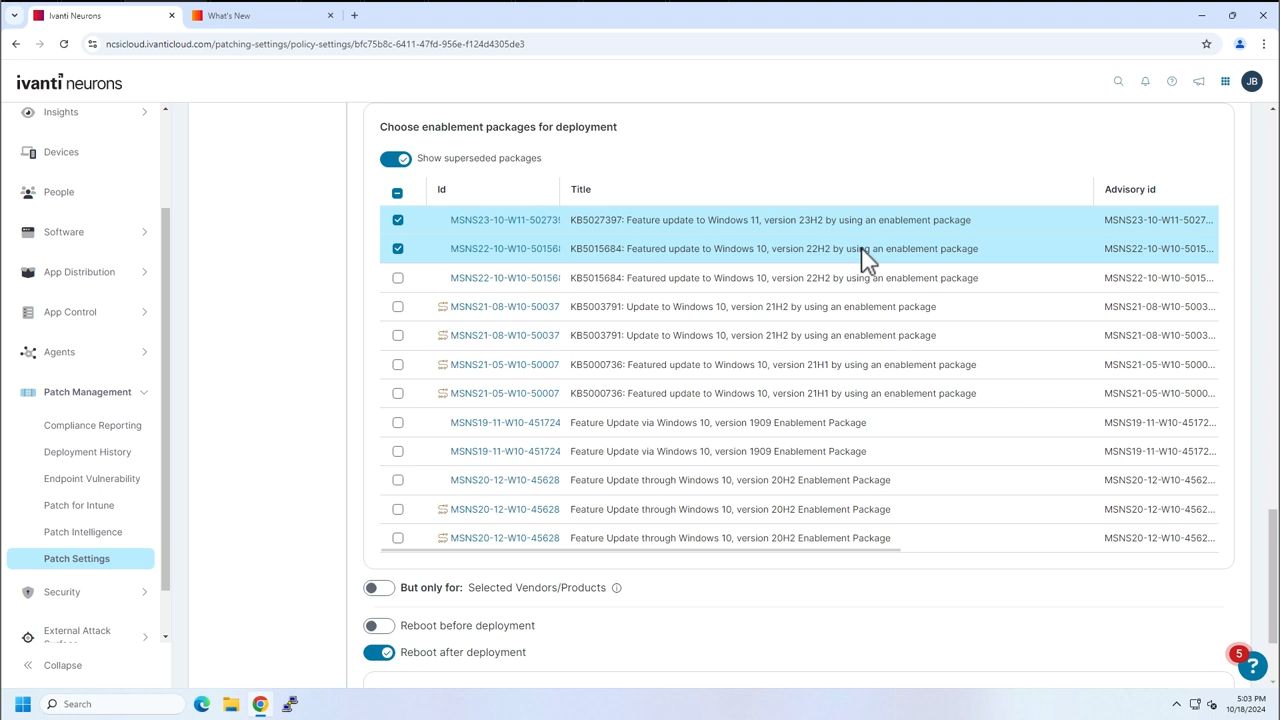 Ivanti Neurons
What's New
ncsicloud.ivanticloud.com/patching-settings/policy-settings/bfc75b8c-6411-47fd-956e-f124d4305de3
ivanti neurons
JB
Insights
Devices
People
Software
App Distribution
App Control
Agents
Patch Management
Compliance Reporting
Deployment History
Endpoint Vulnerability
Patch for Intune
Patch Intelligence
Patch Settings
Security
External Attack
Collapse
Choose enablement packages for deployment
Show superseded packages
Id Title Advisory id
MSNS23-10-W11-502739 KB5027397: Feature update to Windows 11, version 23H2 by using an enablement package MSNS23-10-W11-5027...
MSNS22-10-W10-50156 KB5015684: Featured update to Windows 10, version 22H2 by using an enablement package MSNS22-10-W10-5015...
MSNS22-10-W10-50156 KB5015684: Featured update to Windows 10, version 22H2 by using an enablement package MSNS22-10-W10-5015...
MSNS21-08-W10-50037 KB5003791: Update to Windows 10, version 21H2 by using an enablement package MSNS21-08-W10-5003...
MSNS21-08-W10-50037 KB5003791: Update to Windows 10, version 21H2 by using an enablement package MSNS21-08-W10-5003...
MSNS21-05-W10-50007 KB5000736: Featured update to Windows 10, version 21H1 by using an enablement package MSNS21-05-W10-5000...
MSNS21-05-W10-50007 KB5000736: Featured update to Windows 10, version 21H1 by using an enablement package MSNS21-05-W10-5000...
MSNS19-11-W10-451724 Feature Update via Windows 10, version 1909 Enablement Package MSNS19-11-W10-45172...
MSNS19-11-W10-451724 Feature Update via Windows 10, version 1909 Enablement Package MSNS19-11-W10-45172...
MSNS20-12-W10-45628 Feature Update through Windows 10, version 20H2 Enablement Package MSNS20-12-W10-4562...
MSNS20-12-W10-45628 Feature Update through Windows 10, version 20H2 Enablement Package MSNS20-12-W10-4562...
MSNS20-12-W10-45628 Feature Update through Windows 10, version 20H2 Enablement Package MSNS20-12-W10-4562...
But only for: Selected Vendors/Products
Reboot before deployment
Reboot after deployment
5
?
Search
5:03 PM
10/18/2024